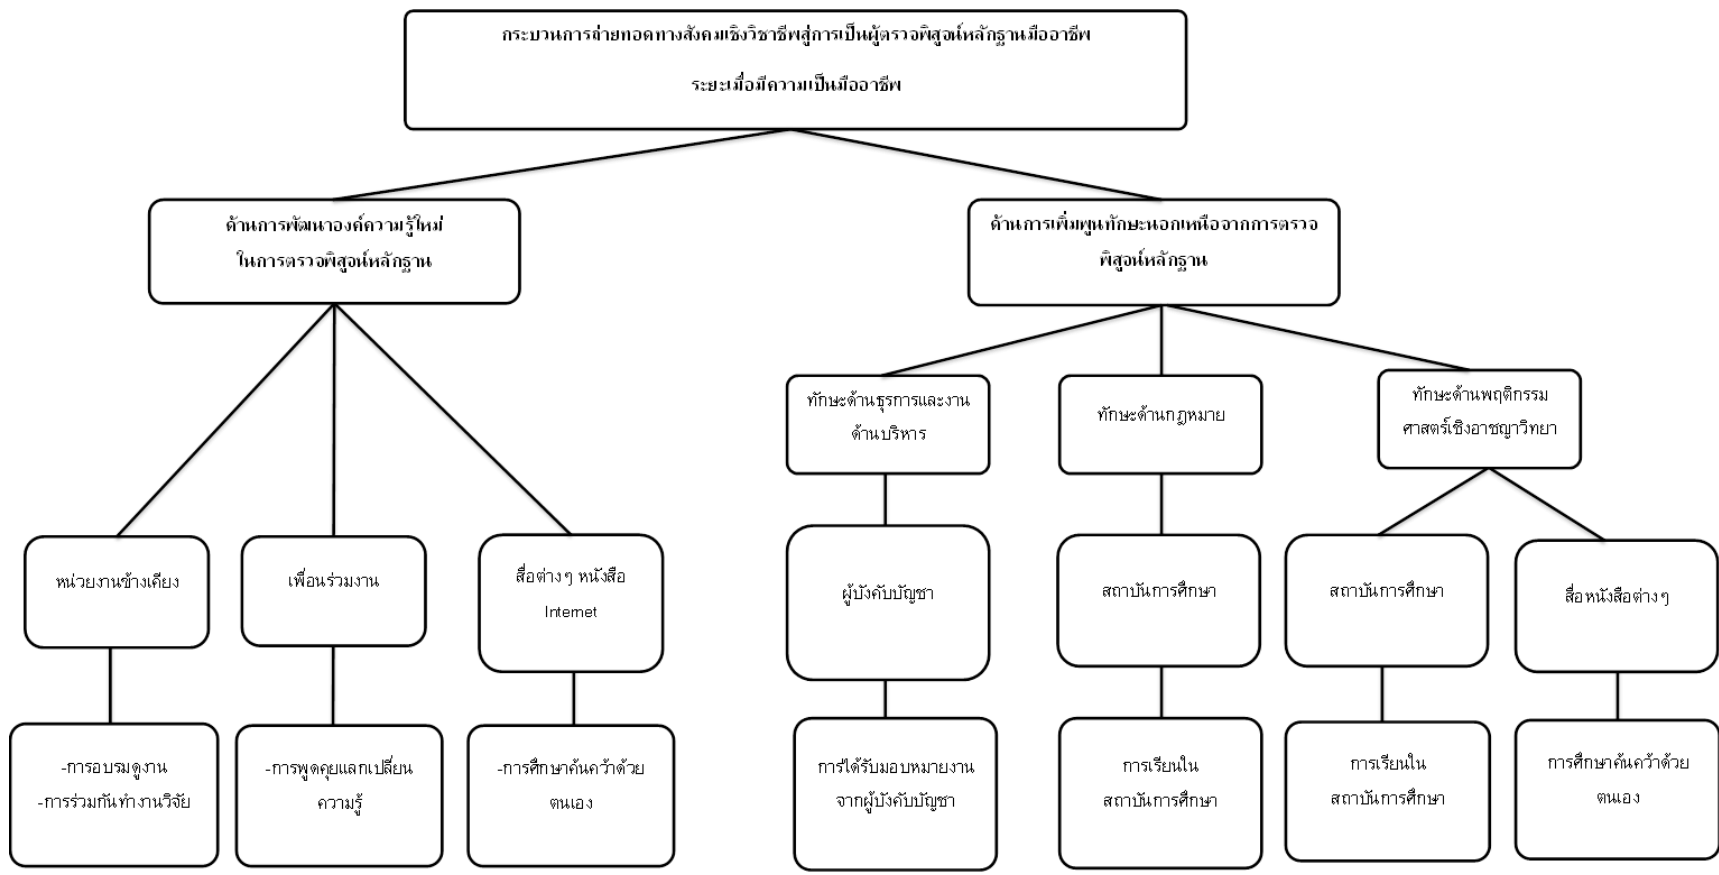 กระบวนการถ่ายทอดทางสังคมเชิงวิชาชีพสู่การเป็นผู้ตรวจพิสูจน์หลักฐานมืออาชีพ
ระยะเมื่อมีความเป็นมืออาชีพ
ด้านการพัฒนาองค์ความรู้ใหม่
ในการตรวจพิสูจน์หลักฐาน
ด้านการเพิ่มพูนทักษะนอกเหนือจากการตรวจ
พิสูจน์หลักฐาน
ทักษะด้านธุรการและงาน
ด้านบริหาร
ทักษะด้านกฎหมาย
ทักษะด้านพฤติกรรม
ศาสตร์เชิงอาชญาวิทยา
หน่วยงานข้างเคียง
เพื่อนร่วมงาน
สื่อต่างๆ หนังสือ
Internet
ผู้บังคับบัญชา
สถาบันการศึกษา
สถาบันการศึกษา
สื่อหนังสือต่างๆ
-การอบรมดูงาน
-การร่วมกันทำงานวิจัย
-การพูดคุยแลกเปลี่ยน
ความรู้
-การศึกษาค้นคว้าด้วย
ตนเอง
การได้รับมอบหมายงาน
จากผู้บังคับบัญชา
การเรียนใน
สถาบันการศึกษา
การเรียนใน
สถาบันการศึกษา
การศึกษาค้นคว้าด้วย
ตนเอง